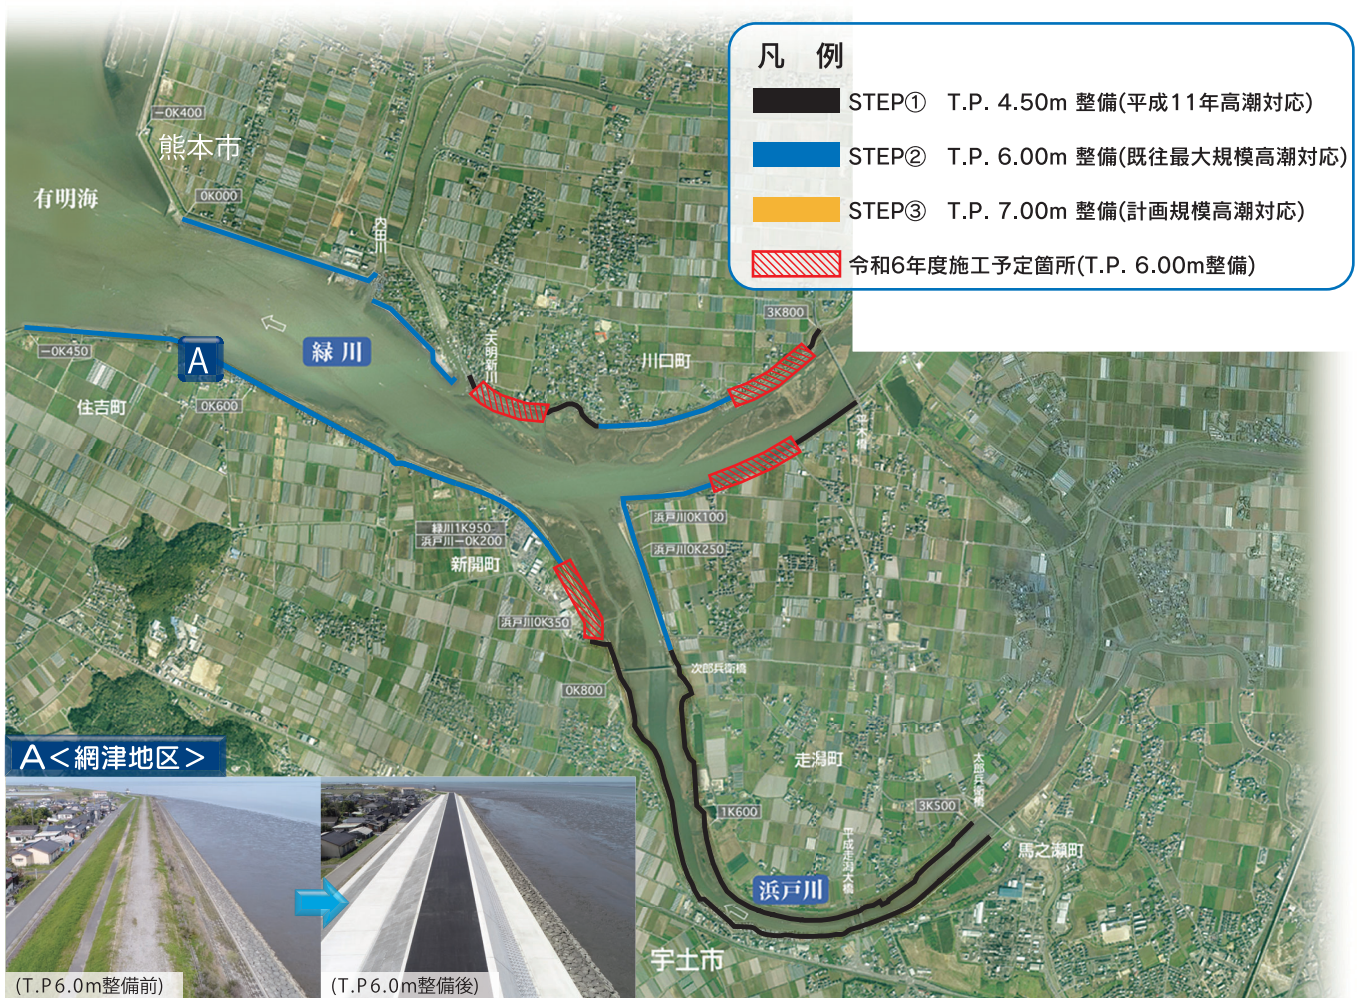 凡 例
STEP① T.P. 4.50m 整備(平成11年高潮対応)
STEP② T.P. 6.00m 整備(既往最大規模高潮対応)
STEP③ T.P. 7.00m 整備(計画規模高潮対応)
令和6年度施工予定箇所(T.P. 6.00m整備)
-0K400
熊本市
有明海
0K000
内田川
3K800
天明新川
川口町
緑川
-0K450
A
住吉町
0K600
平木橋
緑川1K950
浜戸川-0K200
浜戸川0K100
浜戸川0K250
新開町
浜戸川0K350
次郎兵衛橋
0K800
A<網津地区>
走潟町
太郎兵衛橋
3K500
1K600
平成走潟大橋
馬之瀬町
浜戸川
宇土市
(T.P6.0m整備前)
(T.P6.0m整備後)